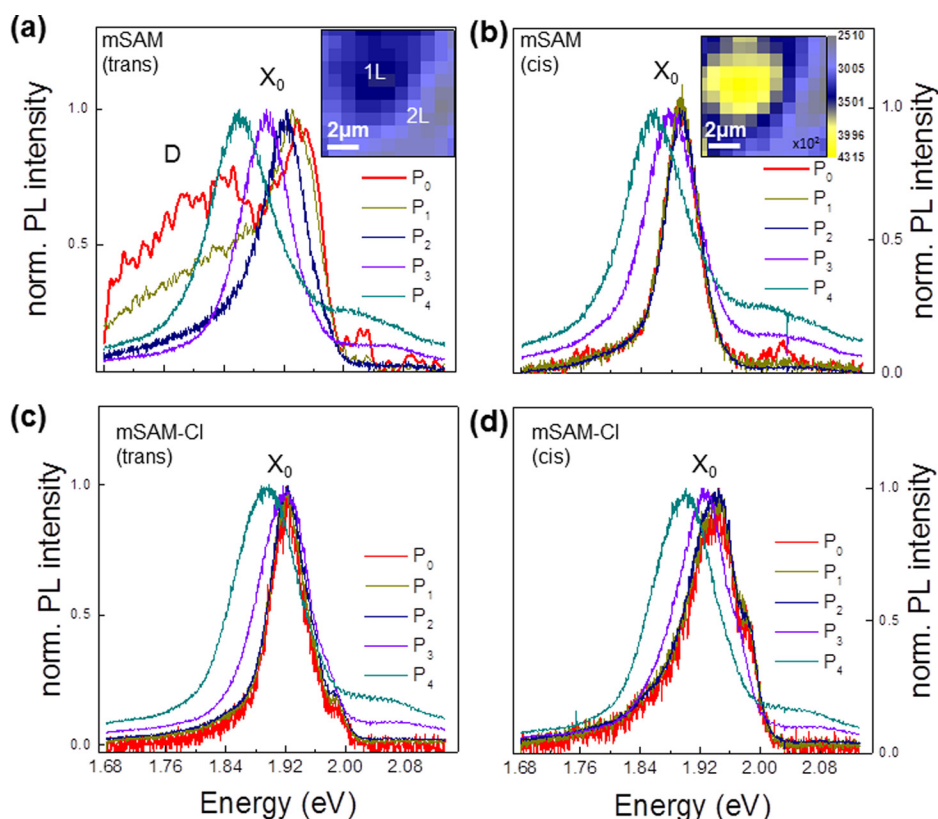 (a) mSAM
(trans)
X0
1L
2L
2μm
D
1.0
0.5
norm. PL intensity
P0
P1
P2
P3
P4
(b) mSAM
(cis)
X0
2μm
2510
3005
3501
3996
4315
x10²
P0
P1
P2
P3
P4
1.0
0.5
0.0
norm. PL intensity
(c) mSAM-Cl
(trans)
X0
1.0
0.5
0.0
norm. PL intensity
P0
P1
P2
P3
P4
1.68 1.76 1.84 1.92 2.00 2.08
Energy (eV)
(d) mSAM-Cl
(cis)
X0
P0
P1
P2
P3
P4
1.0
0.5
0.0
norm. PL intensity
1.68 1.76 1.84 1.92 2.00 2.08
Energy (eV)